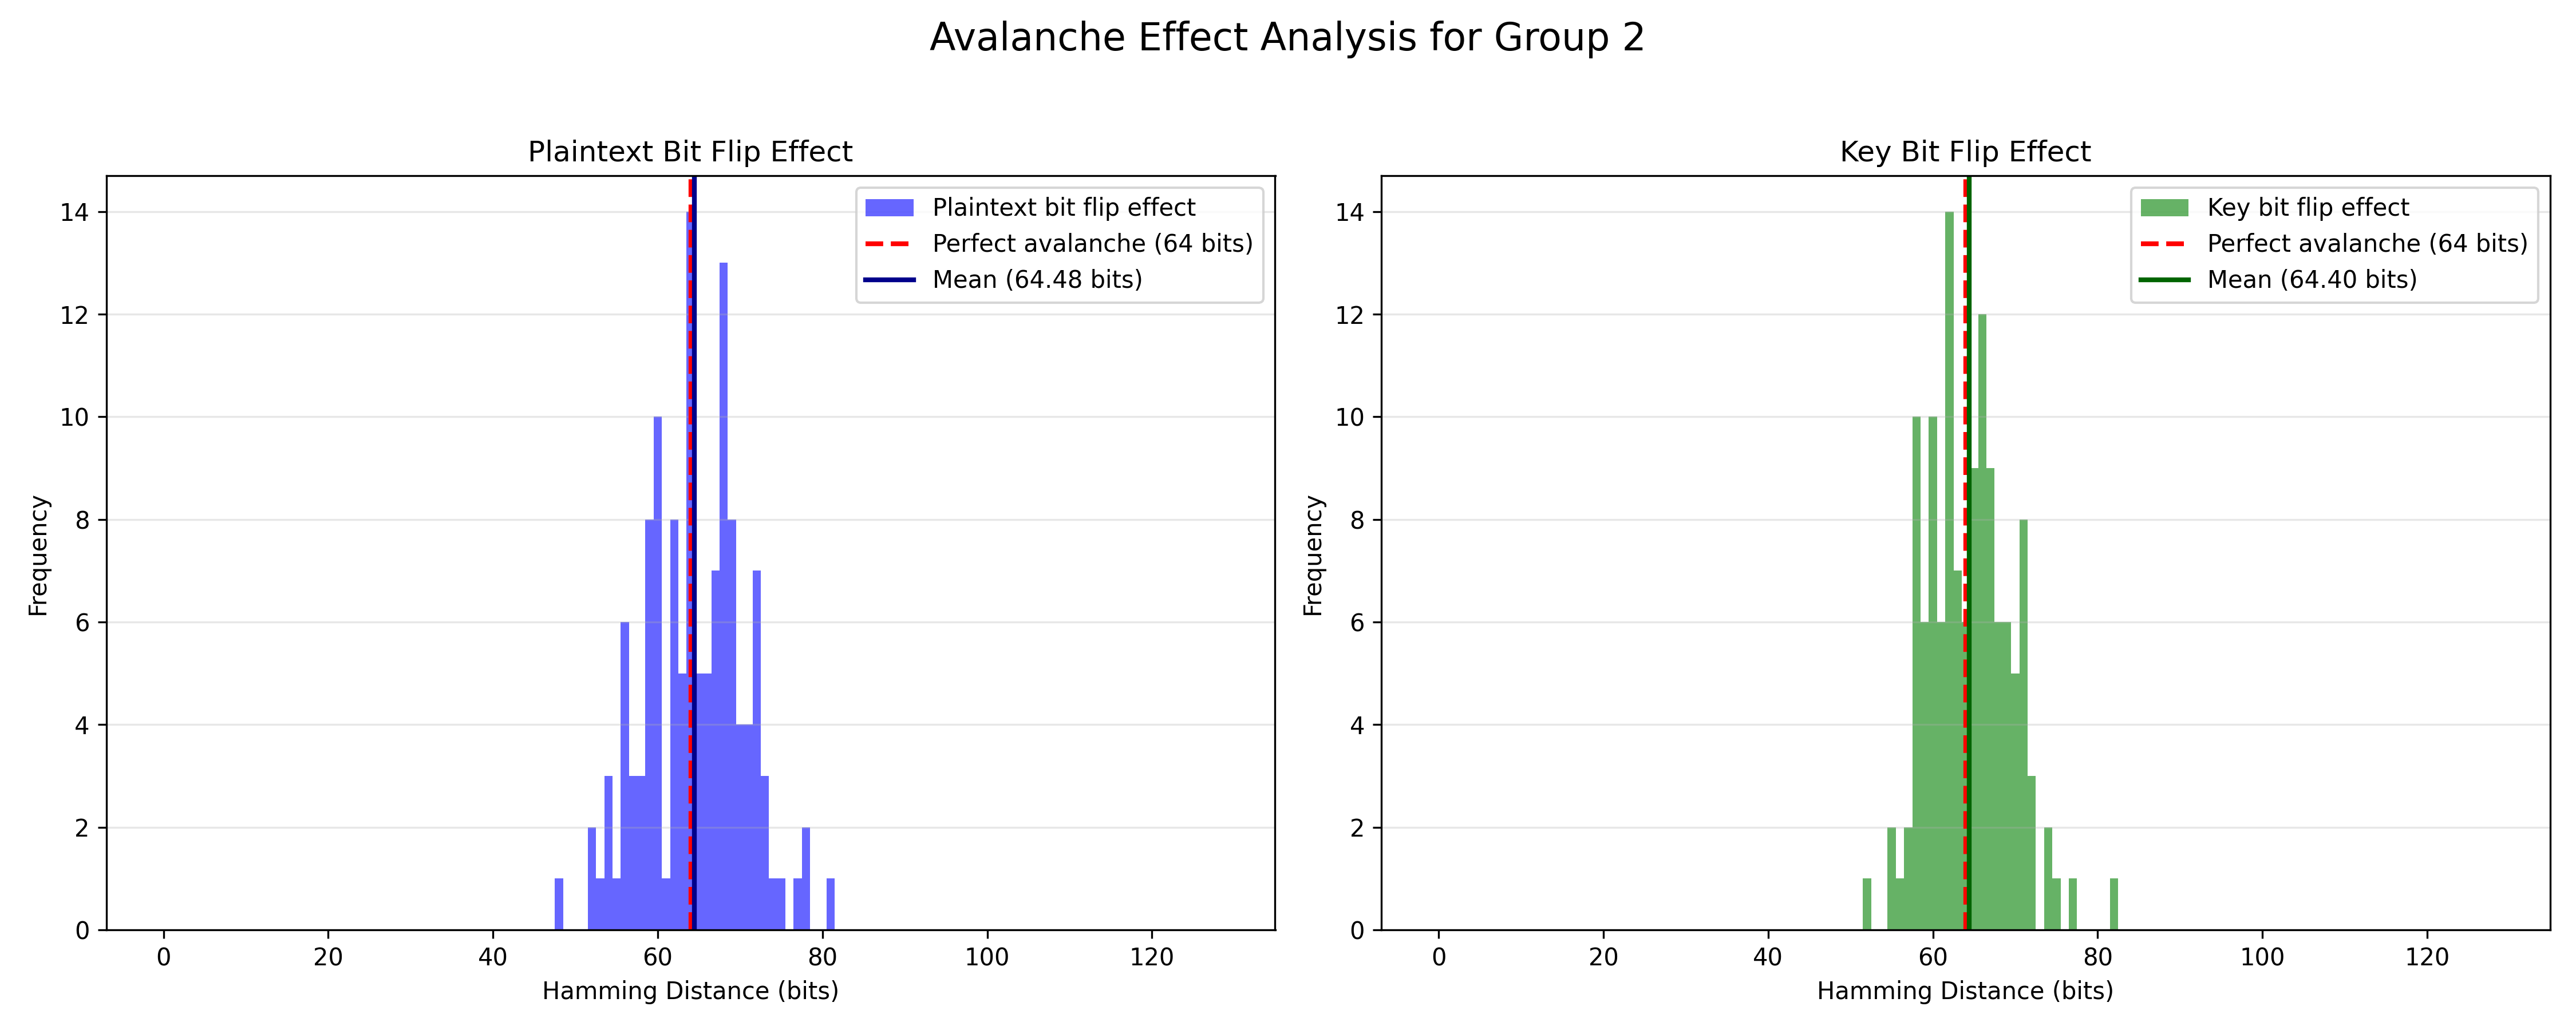 Avalanche Effect Analysis for Group 2
Plaintext Bit Flip Effect
Plaintext bit flip effect
Perfect avalanche (64 bits)
Mean (64.48 bits)
Frequency
14
12
10
8
6
4
2
0
0 20 40 60 80 100 120
Hamming Distance (bits)
Key Bit Flip Effect
Key bit flip effect
Perfect avalanche (64 bits)
Mean (64.40 bits)
Frequency
14
12
10
8
6
4
2
0
0 20 40 60 80 100 120
Hamming Distance (bits)